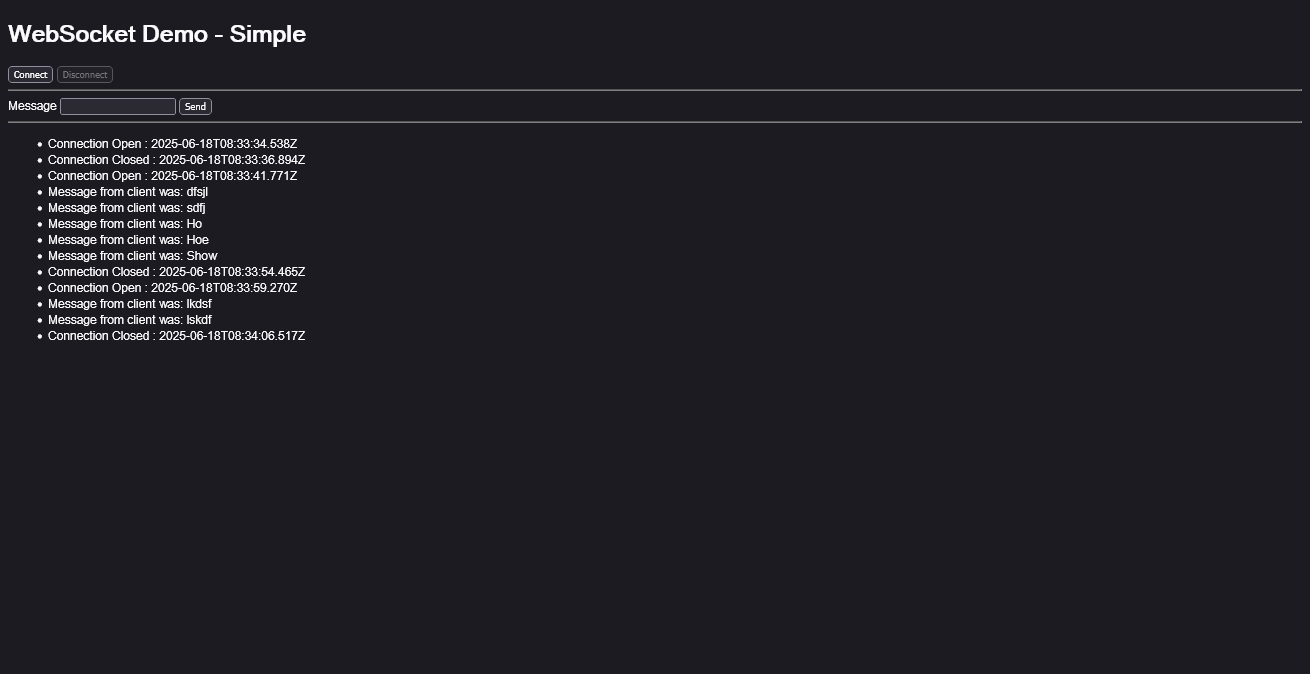 WebSocket Demo - Simple
Connect Disconnect
Message Send
Connection Open : 2025-06-18T08:33:34.538Z
Connection Closed : 2025-06-18T08:33:36.894Z
Connection Open : 2025-06-18T08:33:41.771Z
Message from client was: dfsjl
Message from client was: sdfj
Message from client was: Ho
Message from client was: Hoe
Message from client was: Show
Connection Closed : 2025-06-18T08:33:54.465Z
Connection Open : 2025-06-18T08:33:59.270Z
Message from client was: lkdsf
Message from client was: lskdf
Connection Closed : 2025-06-18T08:34:06.517Z